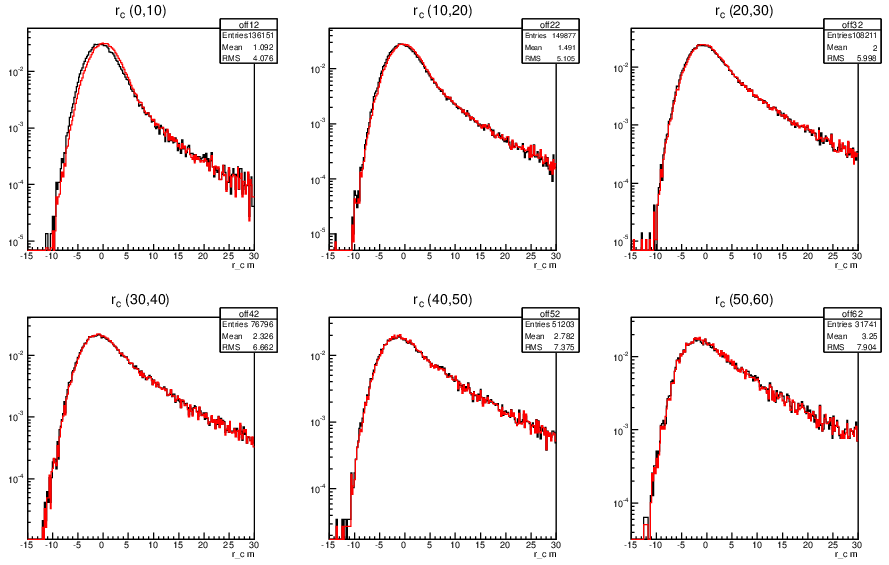 r_c (0,10)
off12
Entries 136151
Mean 1.092
RMS 4.076
10^-2
10^-3
10^-4
10^-5
-15 -10 -5 0 5 10 15 20 25 30
r_c m
r_c (10,20)
off22
Entries 149877
Mean 1.491
RMS 5.105
10^-2
10^-3
10^-4
10^-5
-15 -10 -5 0 5 10 15 20 25 30
r_c m
r_c (20,30)
off32
Entries 108211
Mean 2
RMS 5.998
10^-2
10^-3
10^-4
10^-5
-15 -10 -5 0 5 10 15 20 25 30
r_c m
r_c (30,40)
off42
Entries 76796
Mean 2.326
RMS 6.662
10^-2
10^-3
10^-4
-15 -10 -5 0 5 10 15 20 25 30
r_c m
r_c (40,50)
off52
Entries 51203
Mean 2.782
RMS 7.375
10^-2
10^-3
10^-4
-15 -10 -5 0 5 10 15 20 25 30
r_c m
r_c (50,60)
off62
Entries 31741
Mean 3.25
RMS 7.904
10^-2
10^-3
10^-4
-15 -10 -5 0 5 10 15 20 25 30
r_c m